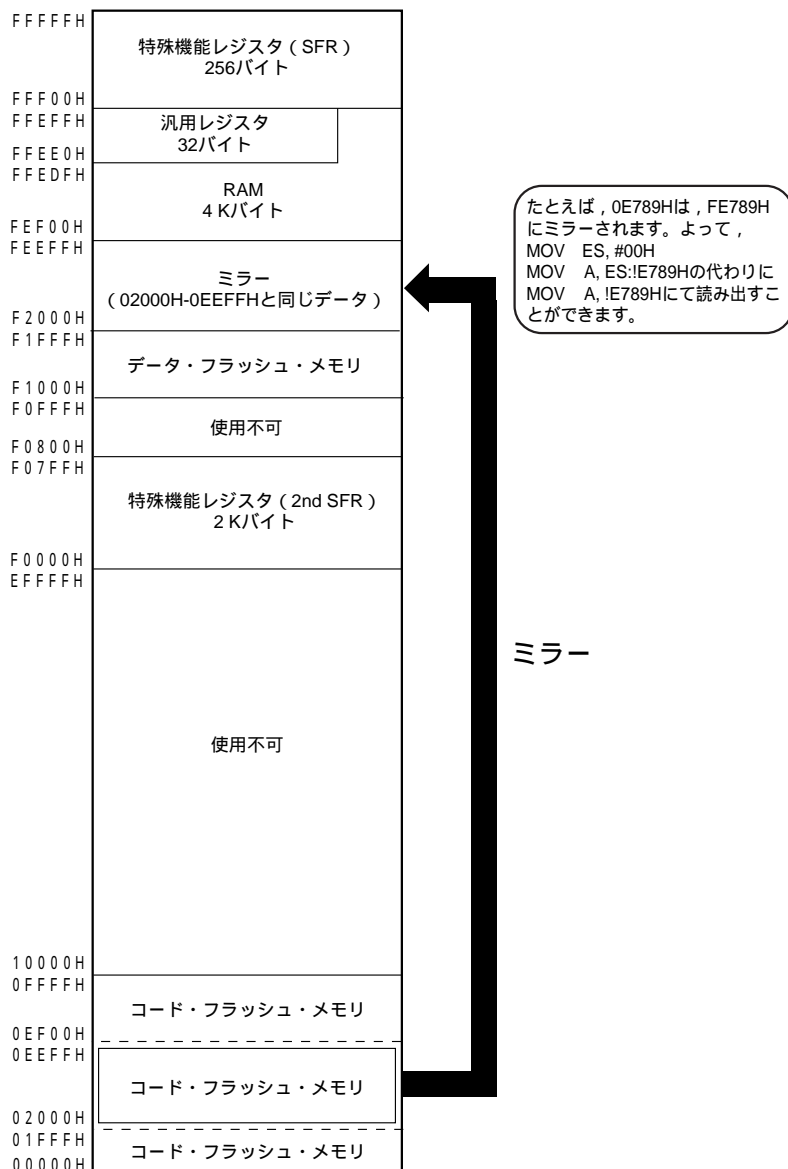 FFFFFH
特殊機能レジスタ（SFR）
256バイト
FFF00H
FFEFFH
汎用レジスタ
32バイト
FFEE0H
FFEDFH
RAM
4 Kバイト
FEF00H
FEEFFH
ミラー
（02000H-0EEFFHと同じデータ）
F2000H
F1FFFH
データ・フラッシュ・メモリ
F1000H
F0FFFH
使用不可
F0800H
F07FFH
特殊機能レジスタ（2nd SFR）
2 Kバイト
F0000H
EFFFFH
使用不可
10000H
0FFFFH
コード・フラッシュ・メモリ
0EF00H
0EEFFH
コード・フラッシュ・メモリ
02000H
01FFFH
コード・フラッシュ・メモリ
00000H
たとえば，0E789Hは，FE789H
にミラーされます。よって，
MOV ES, #00H
MOV A, ES:!E789Hの代わりに
MOV A, !E789Hにて読み出すこ
とができます。
ミラー